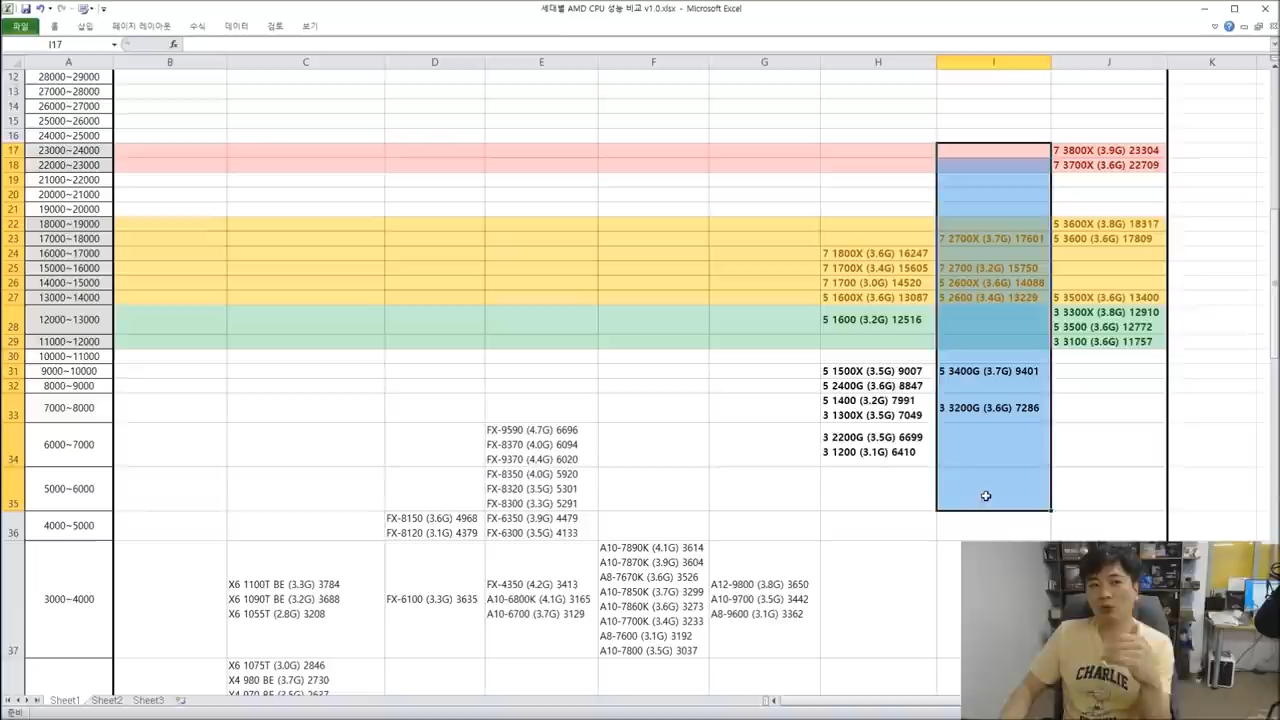 세대별 AMD CPU 성능 비교 v1.0.xlsx - Microsoft Excel
파일 홈 삽입 페이지 레이아웃 수식 데이터 검토 보기
I17 fx
A B C D E F G H I J K
12 28000~29000
13 27000~28000
14 26000~27000
15 25000~26000
16 24000~25000
17 23000~24000 7 3800X (3.9G) 23304
18 22000~23000 7 3700X (3.6G) 22709
19 21000~22000
20 20000~21000
21 19000~20000
22 18000~19000 5 3600X (3.8G) 18317
23 17000~18000 7 2700X (3.7G) 17601 5 3600 (3.6G) 17809
24 16000~17000 7 1800X (3.6G) 16247
25 15000~16000 7 1700X (3.4G) 15605 7 2700 (3.2G) 15750
26 14000~15000 7 1700 (3.0G) 14520 5 2600X (3.6G) 14088
27 13000~14000 5 1600X (3.6G) 13087 5 2600 (3.4G) 13229 5 3500X (3.6G) 13400
28 12000~13000 5 1600 (3.2G) 12516 3 3300X (3.8G) 12910
5 3500 (3.6G) 12772
29 11000~12000 3 3100 (3.6G) 11757
30 10000~11000
31 9000~10000 5 1500X (3.5G) 9007 5 3400G (3.7G) 9401
32 8000~9000 5 2400G (3.6G) 8847
33 7000~8000 5 1400 (3.2G) 7991 3 3200G (3.6G) 7286
3 1300X (3.5G) 7049
34 6000~7000 FX-9590 (4.7G) 6696 3 2200G (3.5G) 6699
FX-8370 (4.0G) 6094 3 1200 (3.1G) 6410
FX-9370 (4.4G) 6020
35 5000~6000 FX-8350 (4.0G) 5920
FX-8320 (3.5G) 5301
FX-8300 (3.3G) 5291
36 4000~5000 FX-8150 (3.6G) 4968 FX-6350 (3.9G) 4479
FX-8120 (3.1G) 4379 FX-6300 (3.5G) 4133
37 3000~4000 A10-7890K (4.1G) 3614
A10-7870K (3.9G) 3604
A8-7670K (3.6G) 3526
X6 1100T BE (3.3G) 3784 FX-4350 (4.2G) 3413 A10-7850K (3.7G) 3299 A12-9800 (3.8G) 3650
X6 1090T BE (3.2G) 3688 FX-6100 (3.3G) 3635 A10-6800K (4.1G) 3165 A10-7860K (3.6G) 3273 A10-9700 (3.5G) 3442
X6 1055T (2.8G) 3208 A10-6700 (3.7G) 3129 A10-7700K (3.4G) 3233 A8-9600 (3.1G) 3362
A8-7600 (3.1G) 3192
A10-7800 (3.5G) 3037
X6 1075T (3.0G) 2846
X4 980 BE (3.7G) 2730
X4 970 BE (3.5G) 2637
CHARLIE
Sheet1 Sheet2 Sheet3
준비